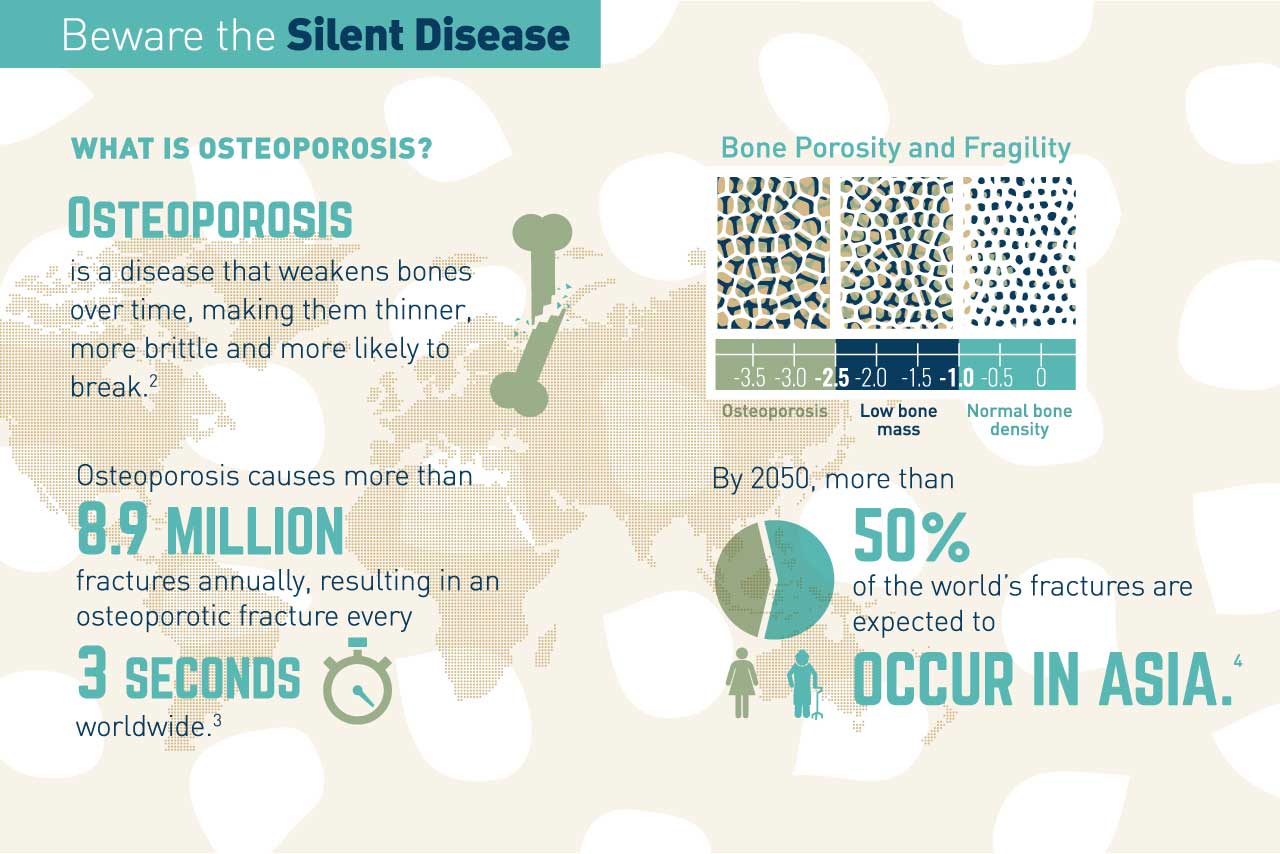 Beware the Silent Disease
WHAT IS OSTEOPOROSIS?
OSTEOPOROSIS
is a disease that weakens bones
over time, making them thinner,
more brittle and more likely to
break.2
Osteoporosis causes more than
8.9 MILLION
fractures annually, resulting in an
osteoporotic fracture every
3 SECONDS
worldwide.3
Bone Porosity and Fragility
-3.5 -3.0 -2.5 -2.0 -1.5 -1.0 -0.5 0
Osteoporosis
Low bone
mass
Normal bone
density
By 2050, more than
50%
of the world's fractures are
expected to
OCCUR IN ASIA.4